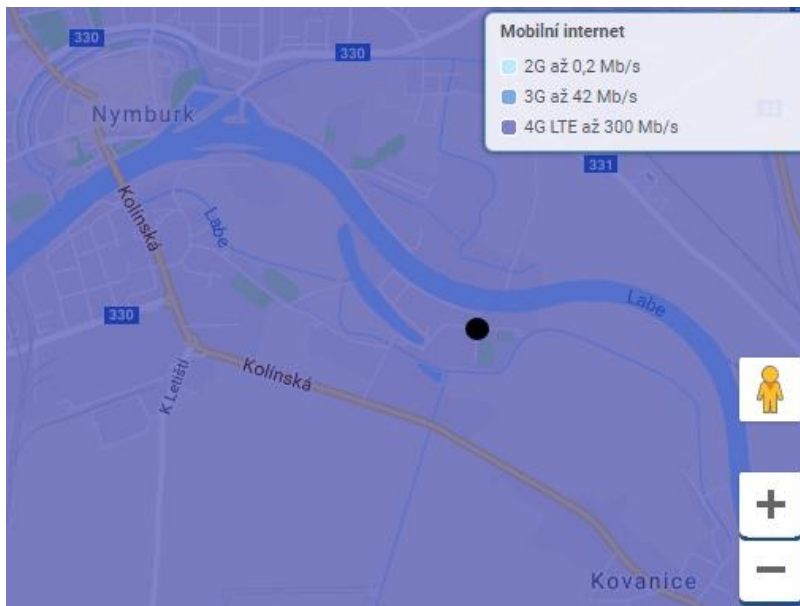 330
330
Nymburk
Mobilní internet
2G až 0,2 Mb/s
3G až 42 Mb/s
4G LTE až 300 Mb/s
331
Kolínská
Labe
Labe
330
K Letišti
Kolínská
+
−
Kovanice